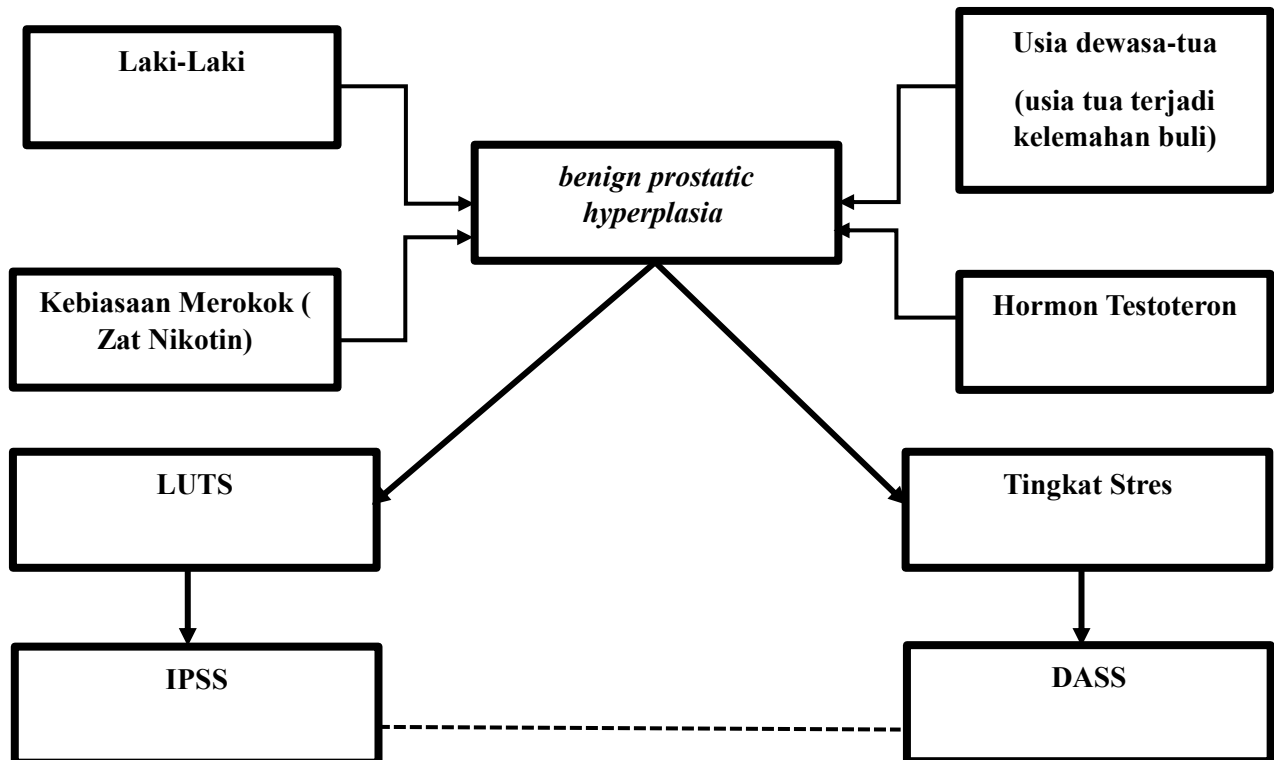 Laki-Laki
Usia dewasa-tua
(usia tua terjadi
kelemahan buli)
benign prostatic
hyperplasia
Kebiasaan Merokok (
Zat Nikotin)
Hormon Testoteron
LUTS
Tingkat Stres
IPSS
DASS